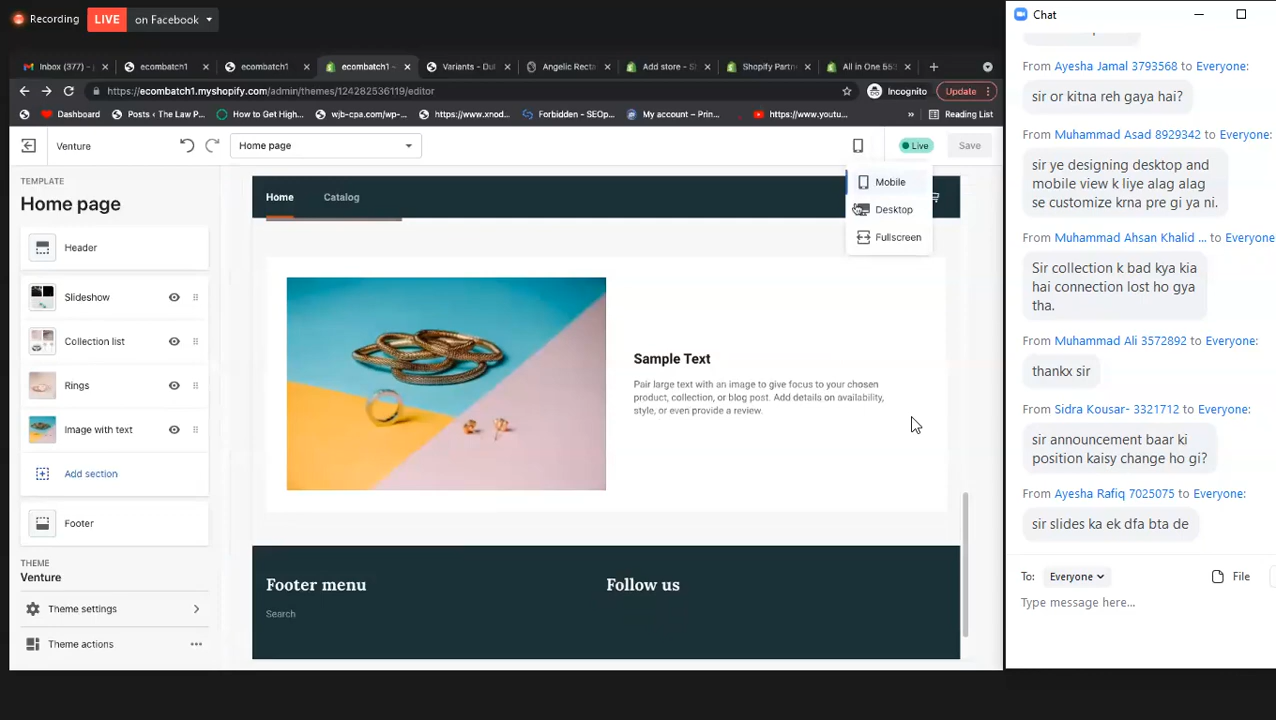 Recording LIVE on Facebook
Chat
Inbox (377) –
ecombatch1
ecombatch1
ecombatch1 -
Variants - Dul
Angelic Recta
Add store - S
Shopify Partn
All in One 55
https://ecombatch1.myshopify.com/admin/themes/124282536119/editor
Incognito
Update
Dashboard
Posts ‹ The Law P...
How to Get High...
wjb-cpa.com/wp-...
https://www.xnod...
Forbidden - SEOp...
My account – Prin...
https://www.youtu...
»
Reading List
Venture
Home page
Live
Save
TEMPLATE
Home page
Header
Slideshow
Collection list
Rings
Image with text
Add section
Footer
THEME
Venture
Theme settings
Theme actions
Home
Catalog
Mobile
Desktop
Fullscreen
Sample Text
Pair large text with an image to give focus to your chosen
product, collection, or blog post. Add details on availability,
style, or even provide a review.
Footer menu
Search
Follow us
From Ayesha Jamal 3793568 to Everyone:
sir or kitna reh gaya hai?
From Muhammad Asad 8929342 to Everyone:
sir ye designing desktop and
mobile view k liye alag alag
se customize krna pre gi ya ni.
From Muhammad Ahsan Khalid ... to Everyone
Sir collection k bad kya kia
hai connection lost ho gya
tha.
From Muhammad Ali 3572892 to Everyone:
thankx sir
From Sidra Kousar- 3321712 to Everyone:
sir announcement baar ki
position kaisy change ho gi?
From Ayesha Rafiq 7025075 to Everyone:
sir slides ka ek dfa bta de
To: Everyone
File
Type message here...